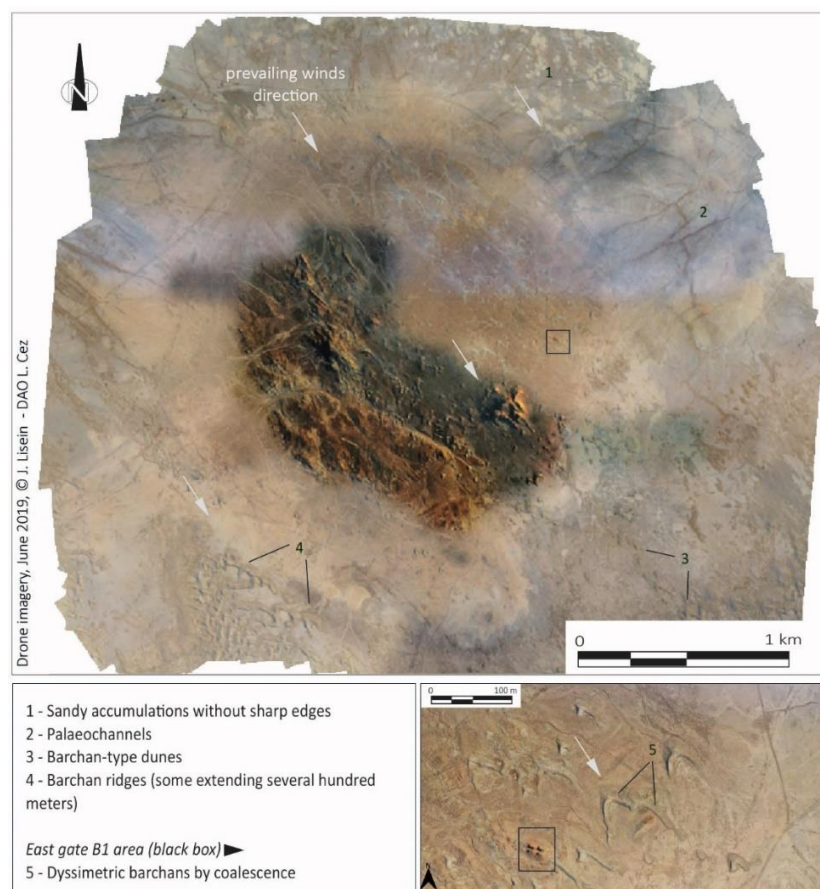 N
prevailing winds
direction
1
2
4
3
0 1 km
Drone imagery, June 2019, © J. Lisein - DAO L. Cez
1 - Sandy accumulations without sharp edges
2 - Palaeochannels
3 - Barchan-type dunes
4 - Barchan ridges (some extending several hundred
meters)
East gate B1 area (black box)
5 - Dyssimetric barchans by coalescence
0 100 m
5
N